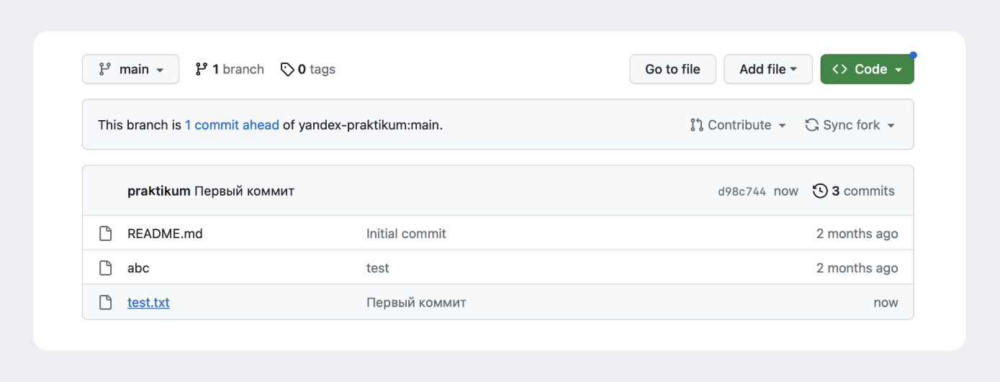 main 1 branch 0 tags Go to file Add file Code
This branch is 1 commit ahead of yandex-praktikum:main. Contribute Sync fork
praktikum Первый коммит d98c744 now 3 commits
README.md Initial commit 2 months ago
abc test 2 months ago
test.txt Первый коммит now